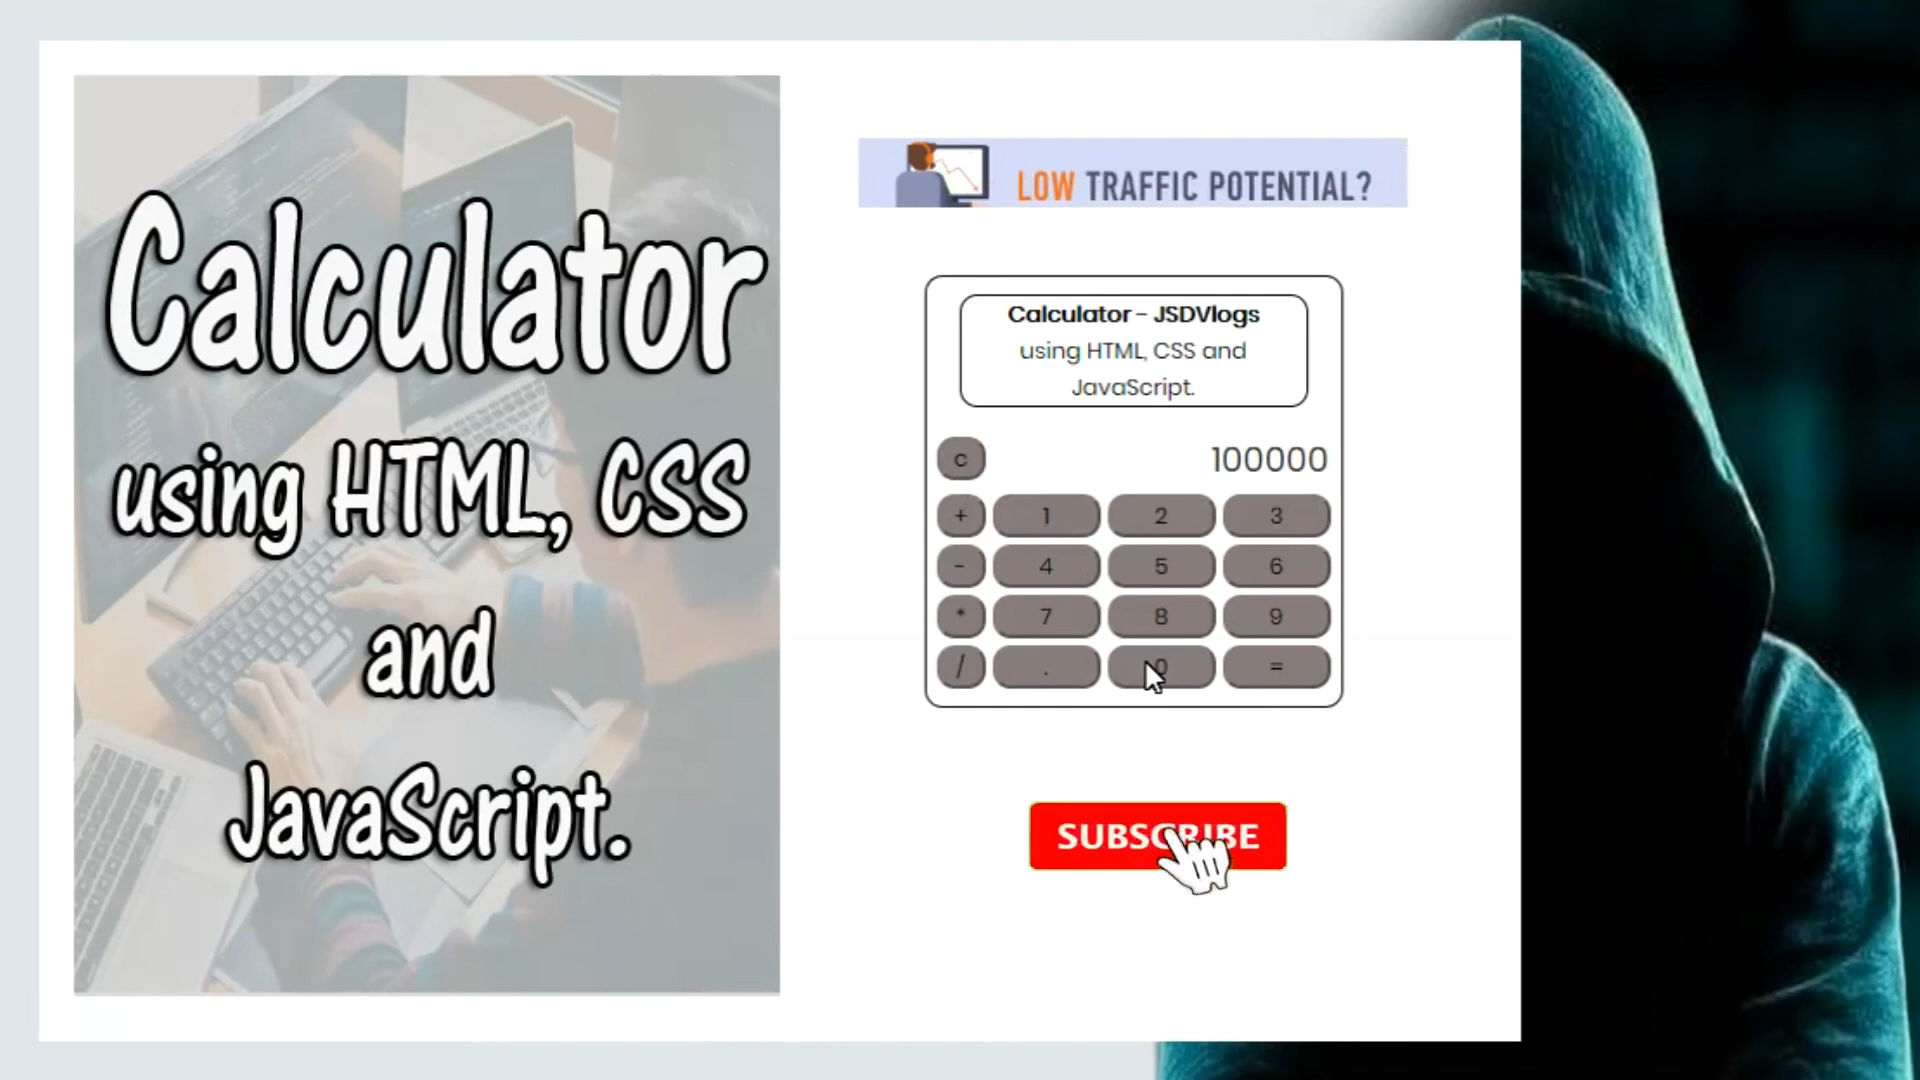 Calculator
using HTML, CSS
and
JavaScript.
LOW TRAFFIC POTENTIAL?
Calculator - JSDVlogs
using HTML, CSS and
JavaScript.
c 100000
+ 1 2 3
- 4 5 6
* 7 8 9
/ . 0 =
SUBSCRIBE